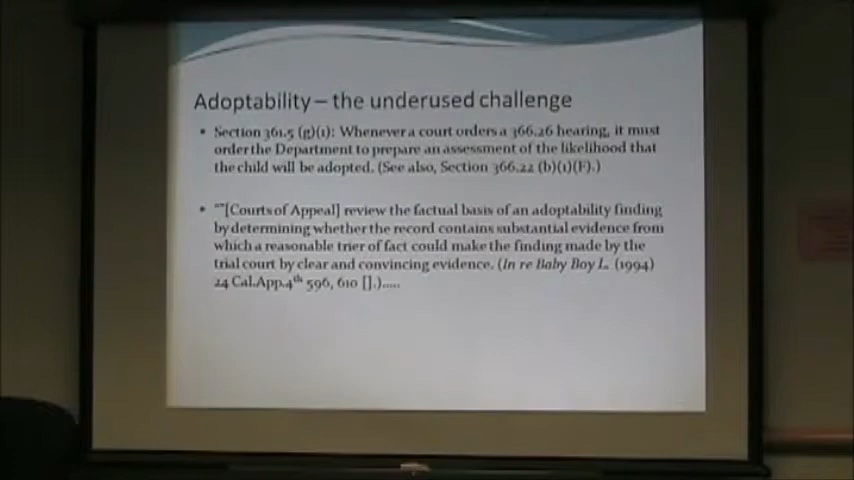 Adoptability – the underused challenge
• Section 361.5 (g)(1): Whenever a court orders a 366.26 hearing, it must
order the Department to prepare an assessment of the likelihood that
the child will be adopted. (See also, Section 366.22 (b)(1)(F).)
• “"[Courts of Appeal] review the factual basis of an adoptability finding
by determining whether the record contains substantial evidence from
which a reasonable trier of fact could make the finding made by the
trial court by clear and convincing evidence. (In re Baby Boy L. (1994)
24 Cal.App.4th 596, 610 [].).....